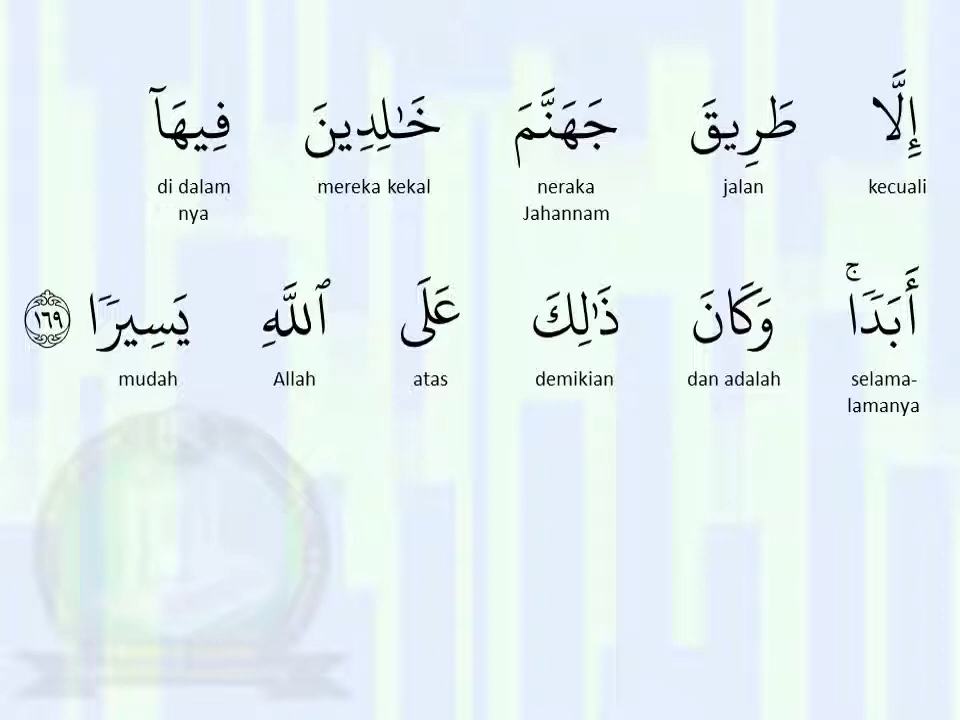 إِلَّا طَرِيقَ جَهَنَّمَ خَـٰلِدِينَ فِيهَآ
kecuali jalan neraka Jahannam mereka kekal di dalam nya
أَبَدًۭا ۚ وَكَانَ ذَٰلِكَ عَلَى ٱللَّهِ يَسِيرًۭا ١٦٩
selama-lamanya dan adalah demikian atas Allah mudah